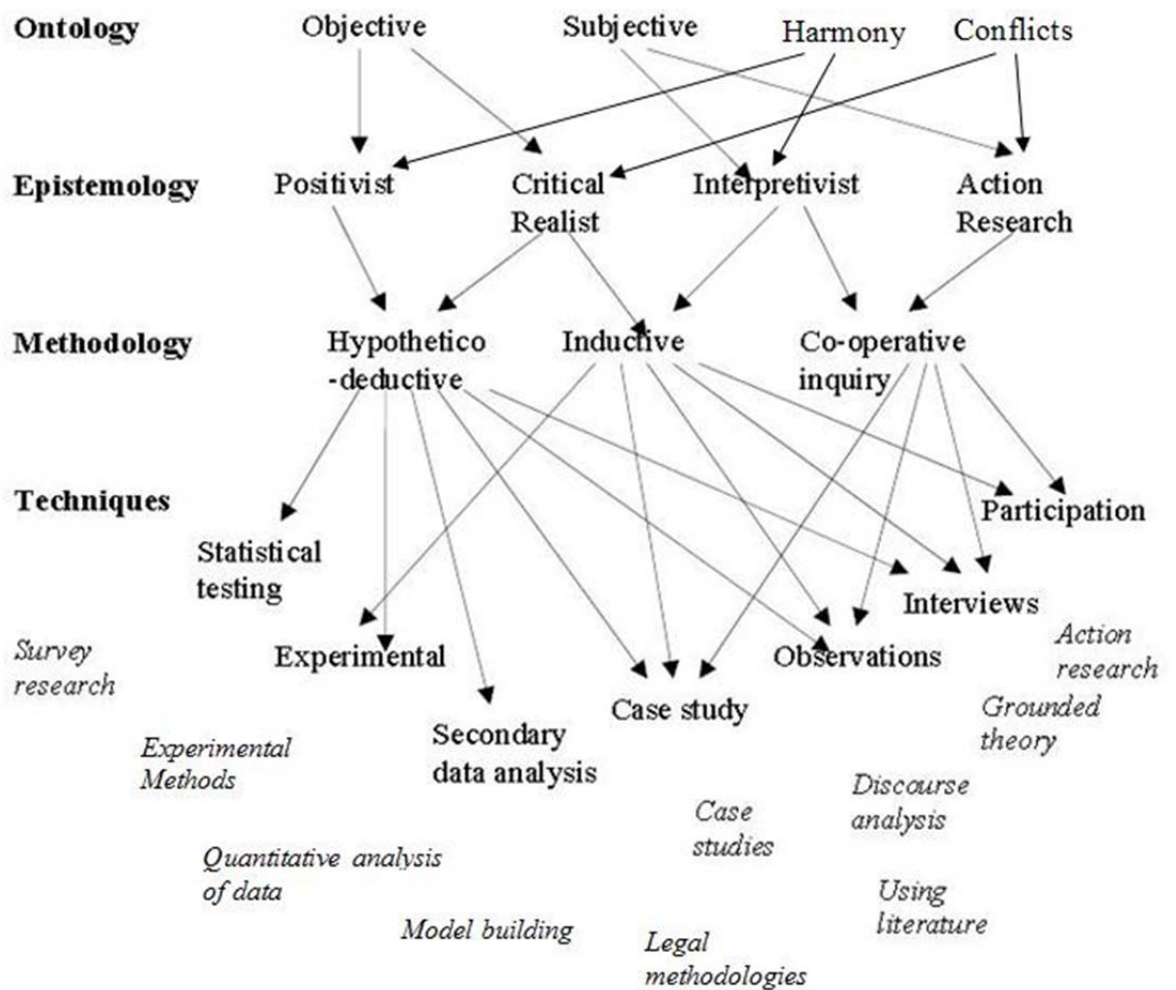 Ontology Objective Subjective Harmony Conflicts
Epistemology Positivist Critical Interpretivist Action
Realist Research
Methodology Hypothetico Inductive Co-operative
-deductive inquiry
Techniques
Participation
Statistical
testing
Interviews
Survey
research
Experimental
Observations
Action
research
Case study
Grounded
theory
Secondary
data analysis
Experimental
Methods
Discourse
analysis
Case
studies
Quantitative analysis
of data
Using
literature
Model building
Legal
methodologies